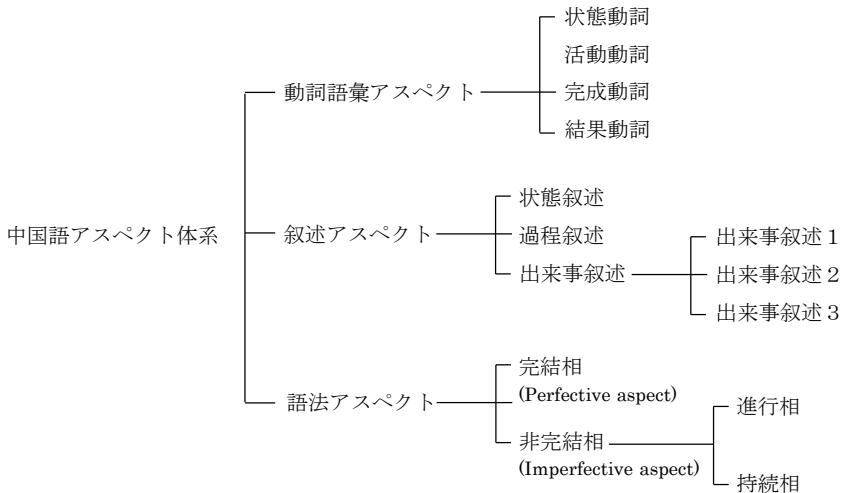 状態動詞
活動動詞
動詞語彙アスペクト
完成動詞
結果動詞
状態叙述
中国語アスペクト体系
叙述アスペクト
過程叙述
出来事叙述1
出来事叙述
出来事叙述2
出来事叙述3
完結相
(Perfective aspect)
語法アスペクト
進行相
非完結相
(Imperfective aspect)
持続相